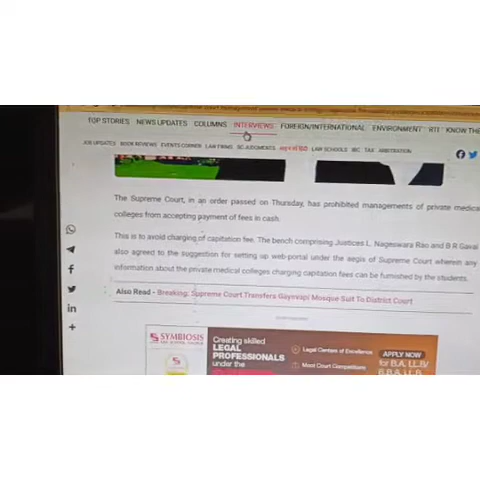 TOP STORIES NEWS UPDATES COLUMNS INTERVIEWS FOREIGN/INTERNATIONAL ENVIRONMENT RTI KNOW THE
JOB UPDATES BOOK REVIEWS EVENTS CORNER LAW FIRMS SC JUDGMENTS LAW SCHOOLS IBC TAX ARBITRATION
The Supreme Court, in an order passed on Thursday, has prohibited managements of private medica
colleges from accepting payment of fees in cash.
This is to avoid charging of capitation fee. The bench comprising Justices L. Nageswara Rao and B R Gavai
also agreed to the suggestion for setting up web-portal under the aegis of Supreme Court wherein any
information about the private medical colleges charging capitation fees can be furnished by the students.
Also Read - Breaking: Supreme Court Transfers Gaynvapi Mosque Suit To District Court
SYMBIOSIS
Creating skilled
LEGAL
PROFESSIONALS
under the
Legal Centres of Excellence
Moot Court Competitions
APPLY NOW
for B.A. LL.B/
B.B.A. LL.B